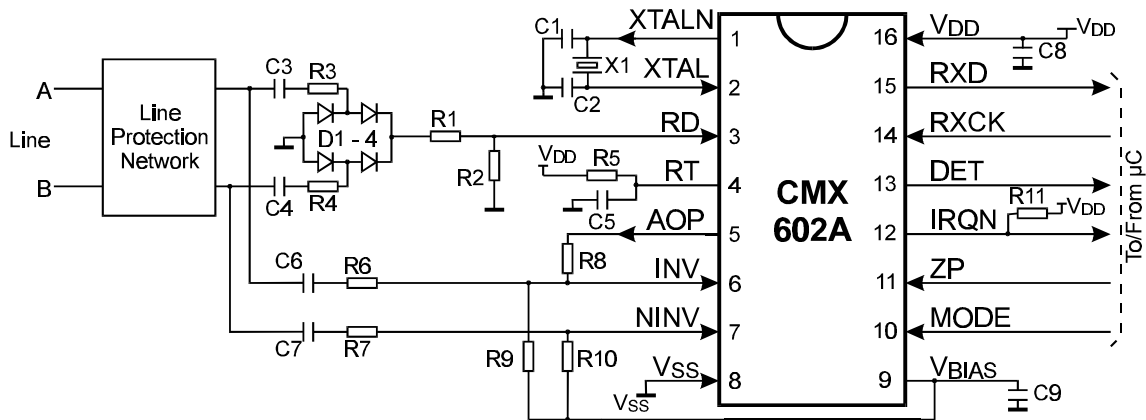 C1
XTALN
1
16
VDD
VDD
C8
X1
XTAL
2
C2
15
RXD
A
C3
R3
Line
Line
Protection
Network
D1 - 4
R1
RD
3
14
RXCK
R2
VDD
R5
RT
4
13
DET
B
C4
R4
C5
CMX
602A
R11
VDD
AOP
5
12
IRQN
To/From µC
C6
R6
R8
INV
6
11
ZP
C7
R7
NINV
7
10
MODE
R9
R10
VSS
VSS
8
9
VBIAS
C9